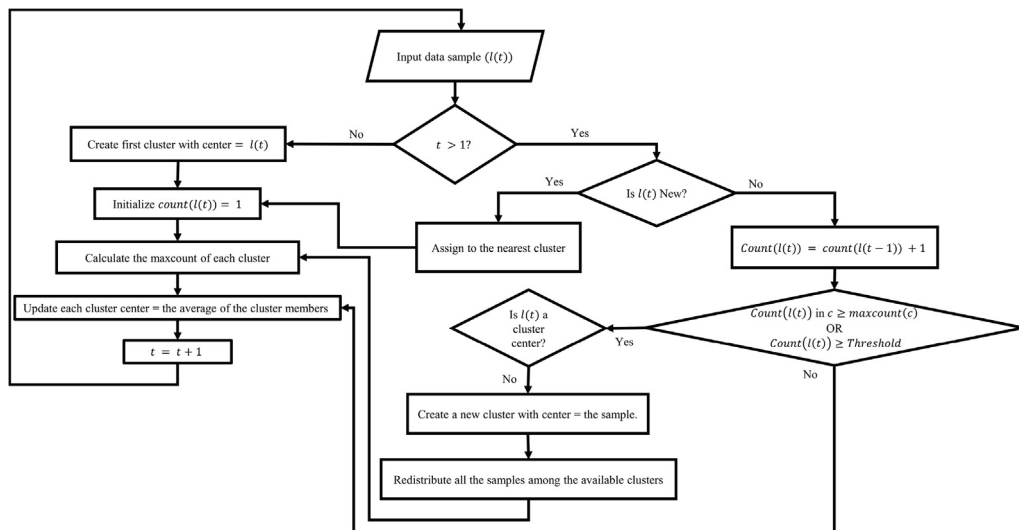 Input data sample (l(t))
t > 1?
No
Yes
Create first cluster with center = l(t)
Is l(t) New?
Yes
No
Initialize count(l(t)) = 1
Assign to the nearest cluster
Count(l(t)) = count(l(t − 1)) + 1
Calculate the maxcount of each cluster
Update each cluster center = the average of the cluster members
t = t + 1
Is l(t) a
cluster
center?
Yes
Count(l(t)) in c ≥ maxcount(c)
OR
Count(l(t)) ≥ Threshold
No
No
Create a new cluster with center = the sample.
Redistribute all the samples among the available clusters